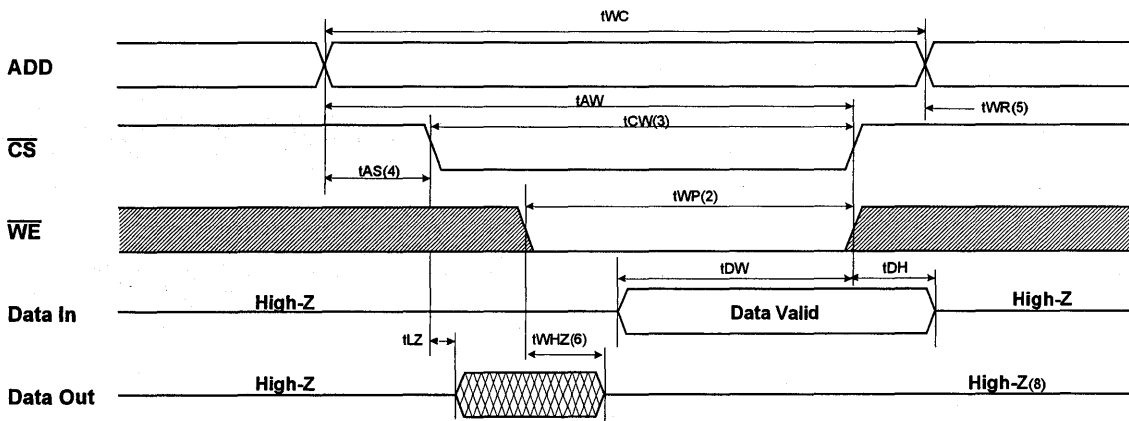 tWC
ADD
tAW
tWR(5)
tCW(3)
CS
tAS(4)
tWP(2)
WE
tDW
tDH
High-Z
Data Valid
High-Z
Data In
tLZ
tWHZ(6)
High-Z
High-Z(8)
Data Out